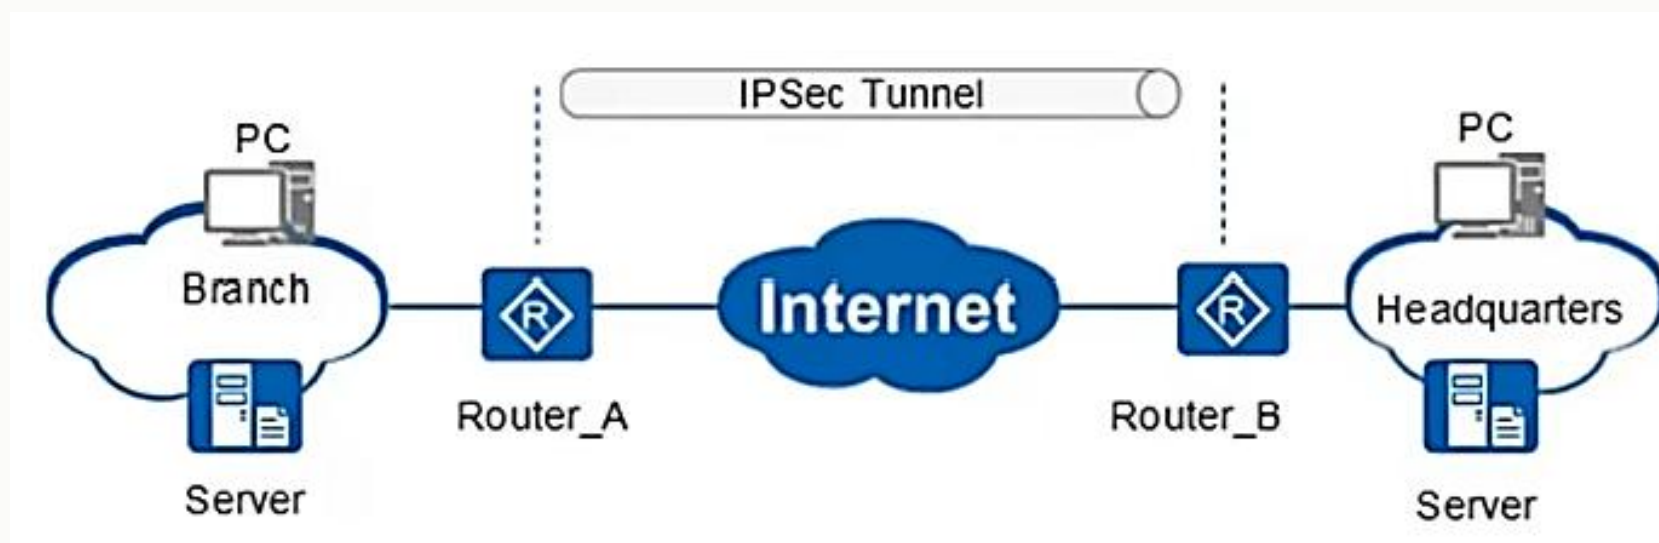 IPSec Tunnel
PC
PC
Branch
Internet
Headquarters
R
R
Router_A
Router_B
Server
Server